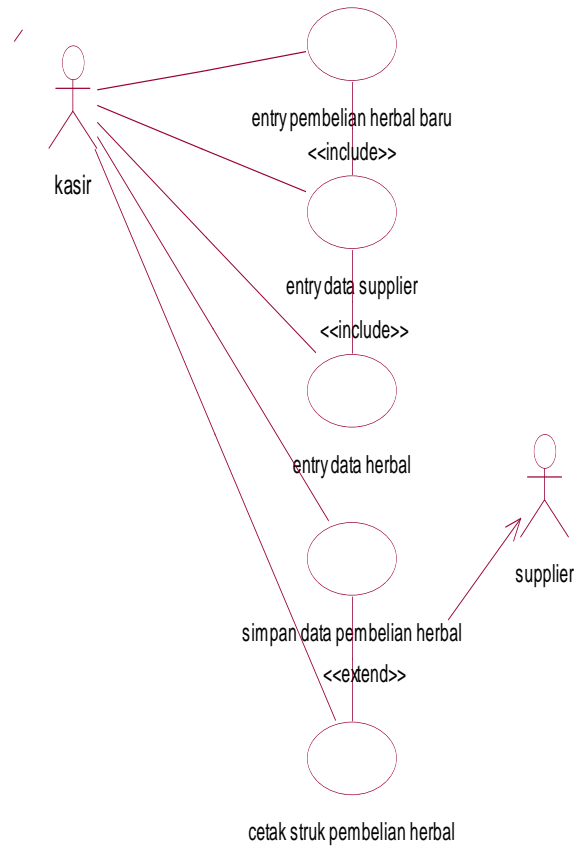 entry pembelian herbal baru
<<include>>
kasir
entry data supplier
<<include>>
entry data herbal
supplier
simpan data pembelian herbal
<<extend>>
cetak struk pembelian herbal